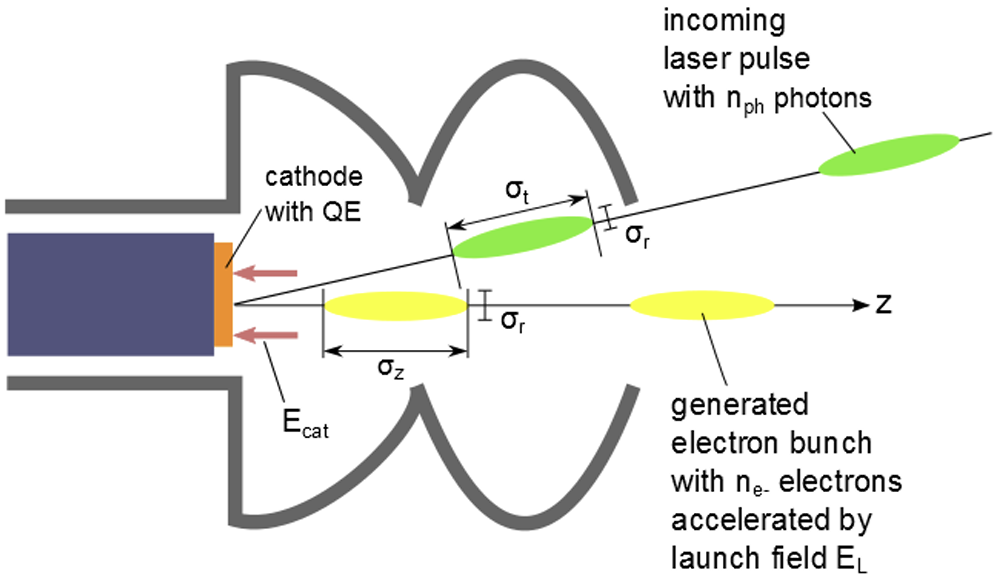 incoming
laser pulse
with nph photons
cathode
with QE
σt
σr
σr
z
σz
Ecat
generated
electron bunch
with ne- electrons
accelerated by
launch field EL